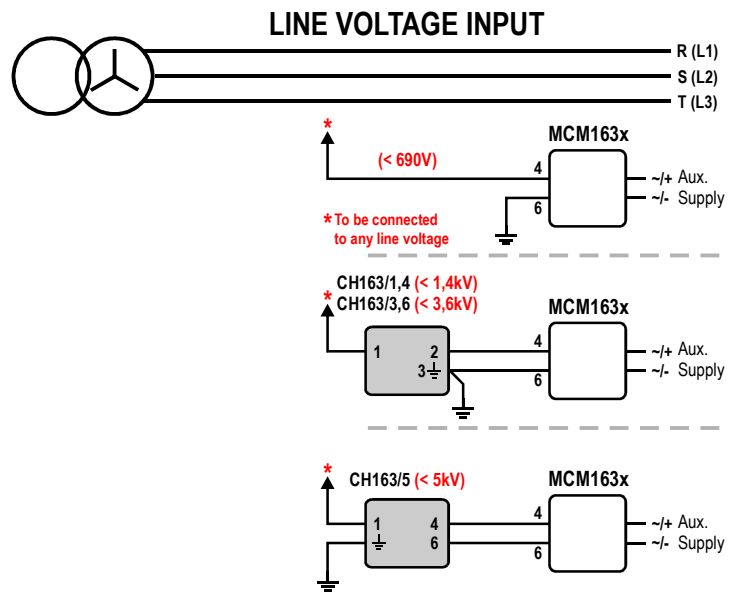 LINE VOLTAGE INPUT
R (L1)
S (L2)
T (L3)
*
(< 690V)
MCM163x
4
6
~/+ Aux.
~/- Supply
* To be connected
to any line voltage
CH163/1,4 (< 1,4kV)
* CH163/3,6 (< 3,6kV)
MCM163x
1 2
3
4
6
~/+ Aux.
~/- Supply
*
CH163/5 (< 5kV)
MCM163x
1 4
6
4
6
~/+ Aux.
~/- Supply